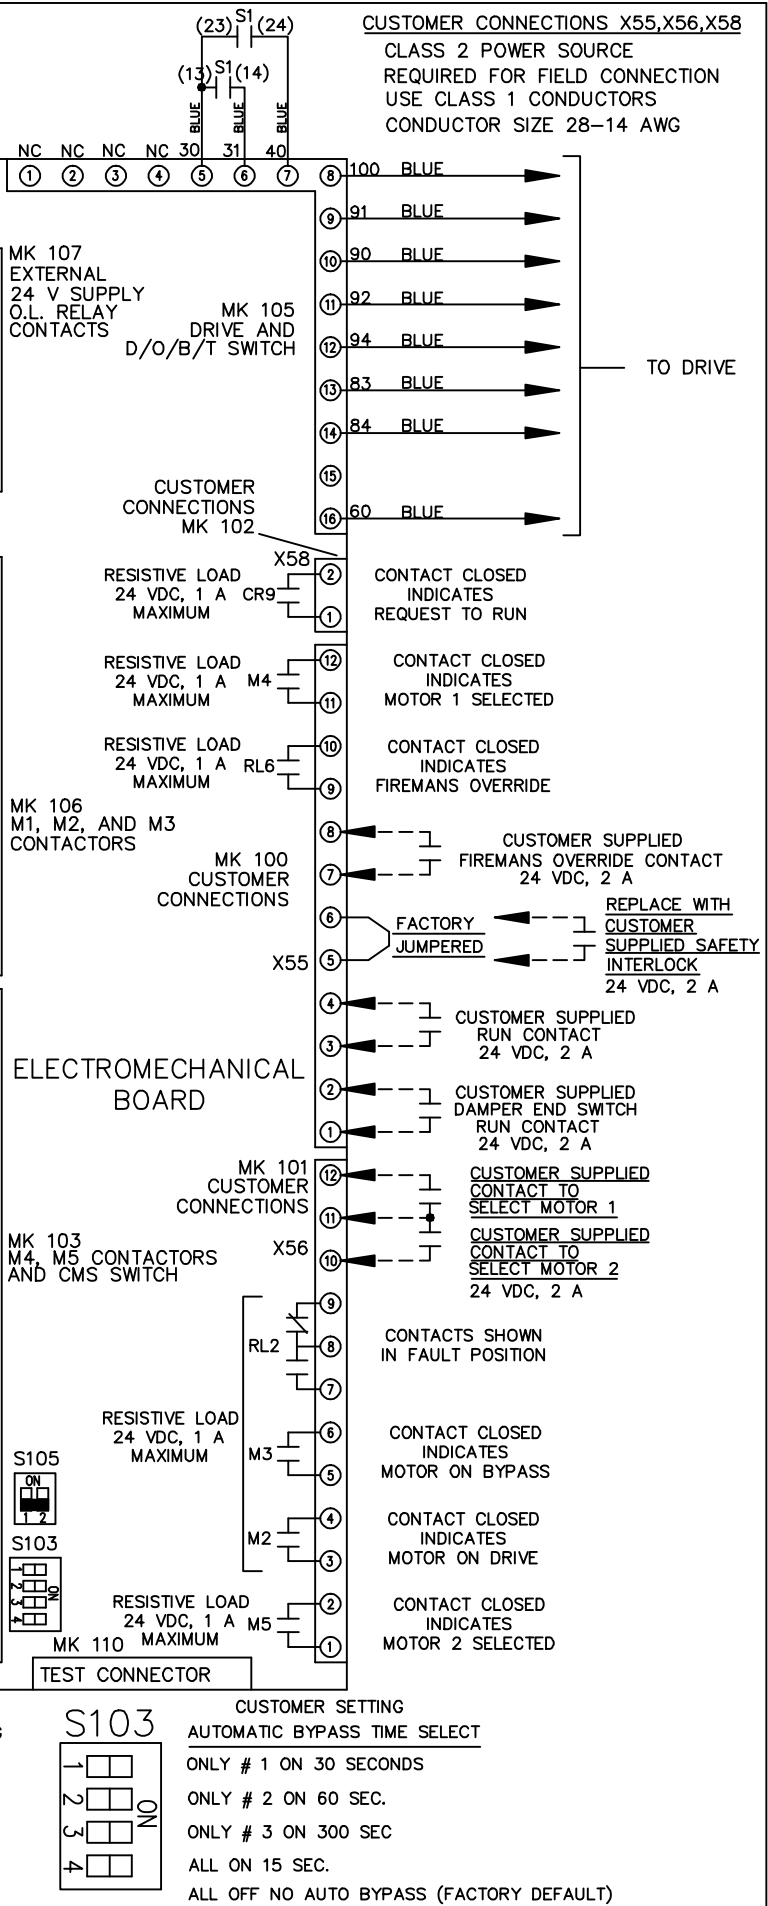 S1
(23) (24)
S1
(13) (14)
BLUE BLUE BLUE
CUSTOMER CONNECTIONS X55,X56,X58
CLASS 2 POWER SOURCE
REQUIRED FOR FIELD CONNECTION
USE CLASS 1 CONDUCTORS
CONDUCTOR SIZE 28–14 AWG
NC NC NC NC 30 31 40
1 2 3 4 5 6 7 8 100 BLUE
9 91 BLUE
10 90 BLUE
11 92 BLUE
12 94 BLUE
13 83 BLUE
14 84 BLUE
15
16 60 BLUE
TO DRIVE
MK 107
EXTERNAL
24 V SUPPLY
O.L. RELAY
CONTACTS
MK 105
DRIVE AND
D/O/B/T SWITCH
CUSTOMER
CONNECTIONS
MK 102
X58
RESISTIVE LOAD
24 VDC, 1 A
MAXIMUM
CR9
2
1
CONTACT CLOSED
INDICATES
REQUEST TO RUN
RESISTIVE LOAD
24 VDC, 1 A
MAXIMUM
M4
12
11
CONTACT CLOSED
INDICATES
MOTOR 1 SELECTED
RESISTIVE LOAD
24 VDC, 1 A
MAXIMUM
RL6
10
9
CONTACT CLOSED
INDICATES
FIREMANS OVERRIDE
MK 106
M1, M2, AND M3
CONTACTORS
MK 100
CUSTOMER
CONNECTIONS
8
7
CUSTOMER SUPPLIED
FIREMANS OVERRIDE CONTACT
24 VDC, 2 A
X55
6
5
FACTORY
JUMPERED
REPLACE WITH
CUSTOMER
SUPPLIED SAFETY
INTERLOCK
24 VDC, 2 A
4
3
CUSTOMER SUPPLIED
RUN CONTACT
24 VDC, 2 A
ELECTROMECHANICAL
BOARD
2
1
CUSTOMER SUPPLIED
DAMPER END SWITCH
RUN CONTACT
24 VDC, 2 A
MK 101
CUSTOMER
CONNECTIONS
X56
12
11
10
CUSTOMER SUPPLIED
CONTACT TO
SELECT MOTOR 1
CUSTOMER SUPPLIED
CONTACT TO
SELECT MOTOR 2
24 VDC, 2 A
MK 103
M4, M5 CONTACTORS
AND CMS SWITCH
RL2
9
8
7
CONTACTS SHOWN
IN FAULT POSITION
RESISTIVE LOAD
24 VDC, 1 A
MAXIMUM
M3
6
5
CONTACT CLOSED
INDICATES
MOTOR ON BYPASS
S105
ON
1 2
M2
4
3
CONTACT CLOSED
INDICATES
MOTOR ON DRIVE
S103
1
2
3
4
ON
RESISTIVE LOAD
24 VDC, 1 A
MAXIMUM
M5
2
1
CONTACT CLOSED
INDICATES
MOTOR 2 SELECTED
MK 110
TEST CONNECTOR
S103
1
2
3
4
ON
CUSTOMER SETTING
AUTOMATIC BYPASS TIME SELECT
ONLY # 1 ON 30 SECONDS
ONLY # 2 ON 60 SEC.
ONLY # 3 ON 300 SEC
ALL ON 15 SEC.
ALL OFF NO AUTO BYPASS (FACTORY DEFAULT)